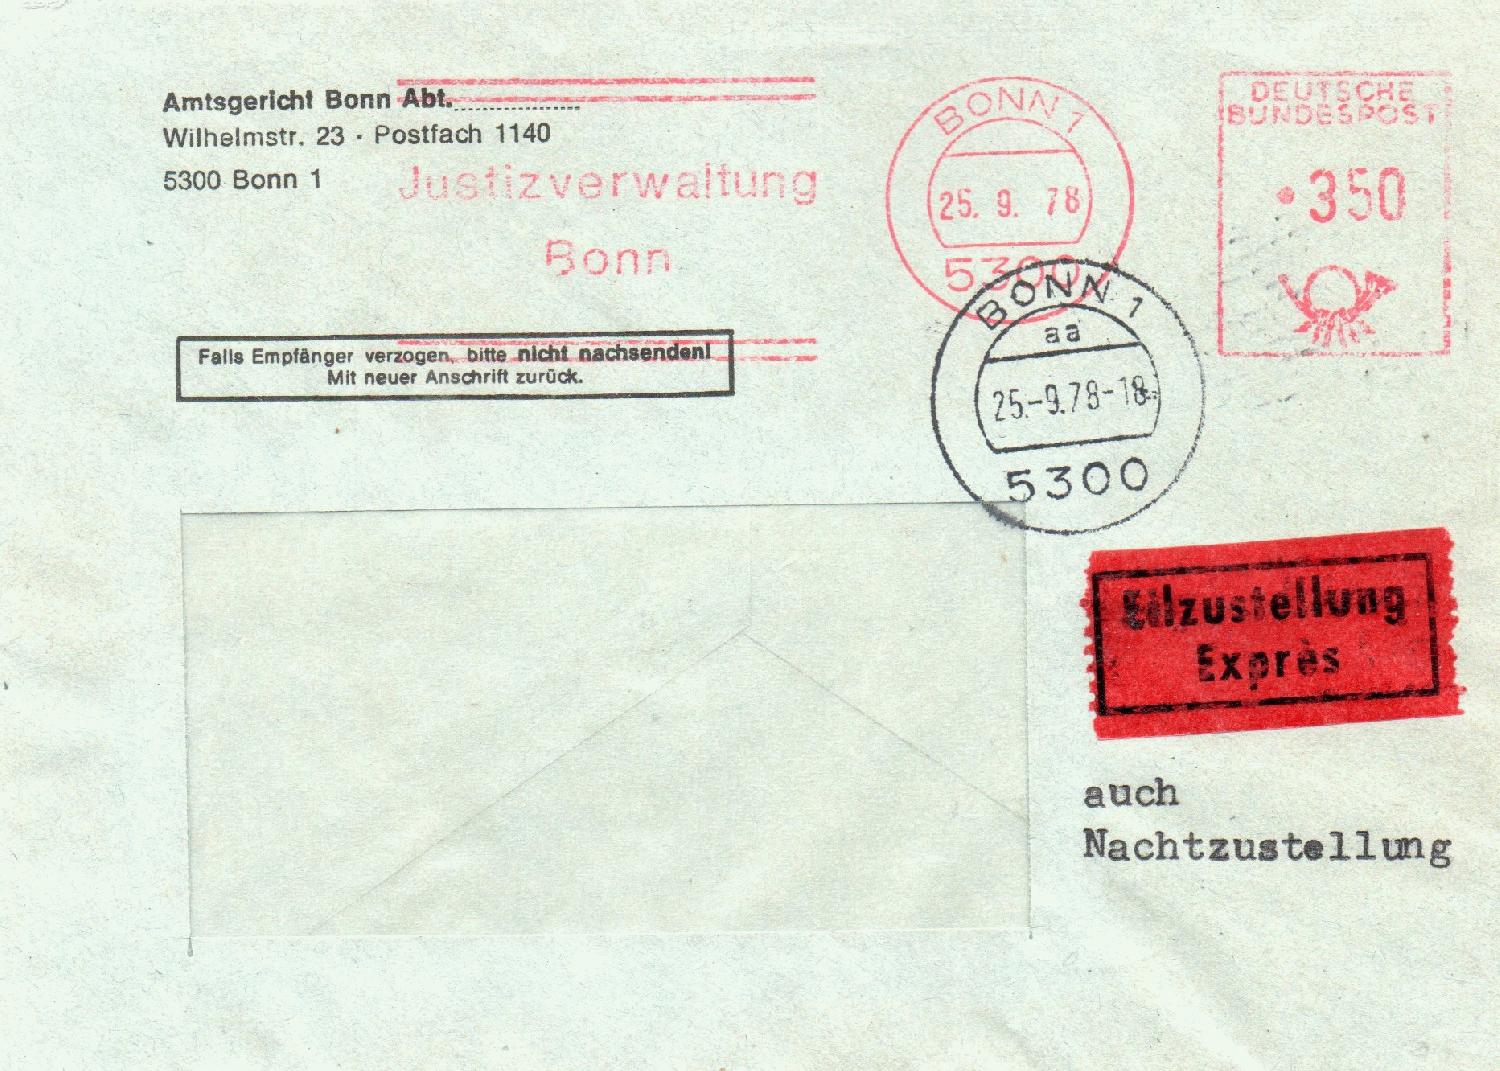 Amtsgericht Bonn Abt.
Wilhelmstr. 23 · Postfach 1140
5300 Bonn 1
Justizverwaltung
Bonn
BONN 1
25. 9. 78
5300
DEUTSCHE
BUNDESPOST
350
Falls Empfänger verzogen, bitte nicht nachsenden!
Mit neuer Anschrift zurück.
BONN 1
aa
25.-9.78-18
5300
Eilzustellung
Exprès
auch
Nachtzustellung